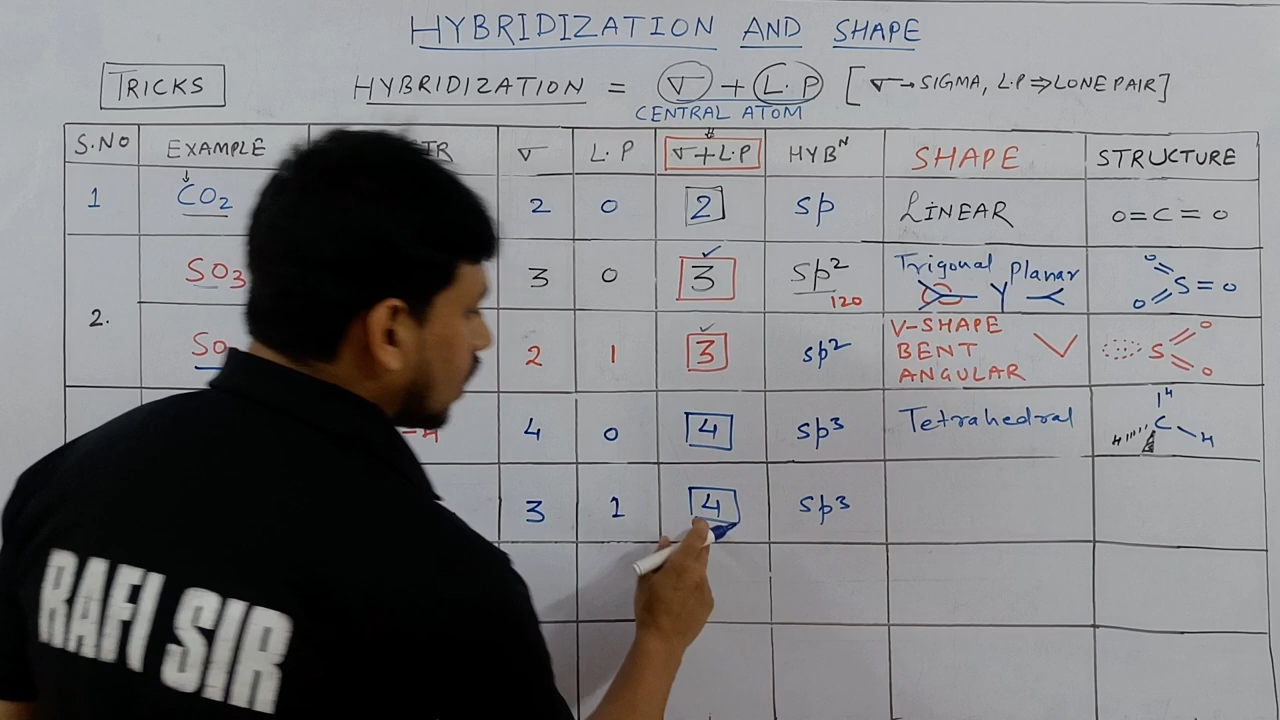 HYBRIDIZATION AND SHAPE
TRICKS
HYBRIDIZATION = σ + L.P [σ→SIGMA, L.P⇒LONE PAIR]
CENTRAL ATOM
S.NO EXAMPLE σ L.P σ+L.P HYBᴺ SHAPE STRUCTURE
1 CO₂ 2 0 2 sp LINEAR O=C=O
SO₃ 3 0 3 sp² Trigonal Planar O O S=O
120
2.
SO 2 1 3 sp² V-SHAPE BENT ANGULAR S O O
4 0 4 sp³ Tetrahedral H C H H
3 1 4 sp³
RAFI SIR